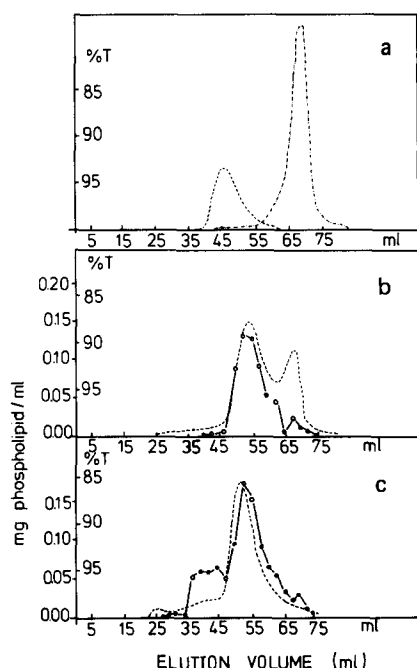 a
%T
85
90
95
5 15 25 35 45 55 65 75 ml
b
%T
0.20 85
0.15
90
0.10
0.05 95
0.00
5 15 25 35 45 55 65 75 ml
c
%T
0.15 85
90
0.10
0.05 95
0.00
5 15 25 35 45 55 65 75 ml
mg phospholipid/ml
ELUTION VOLUME (ml)